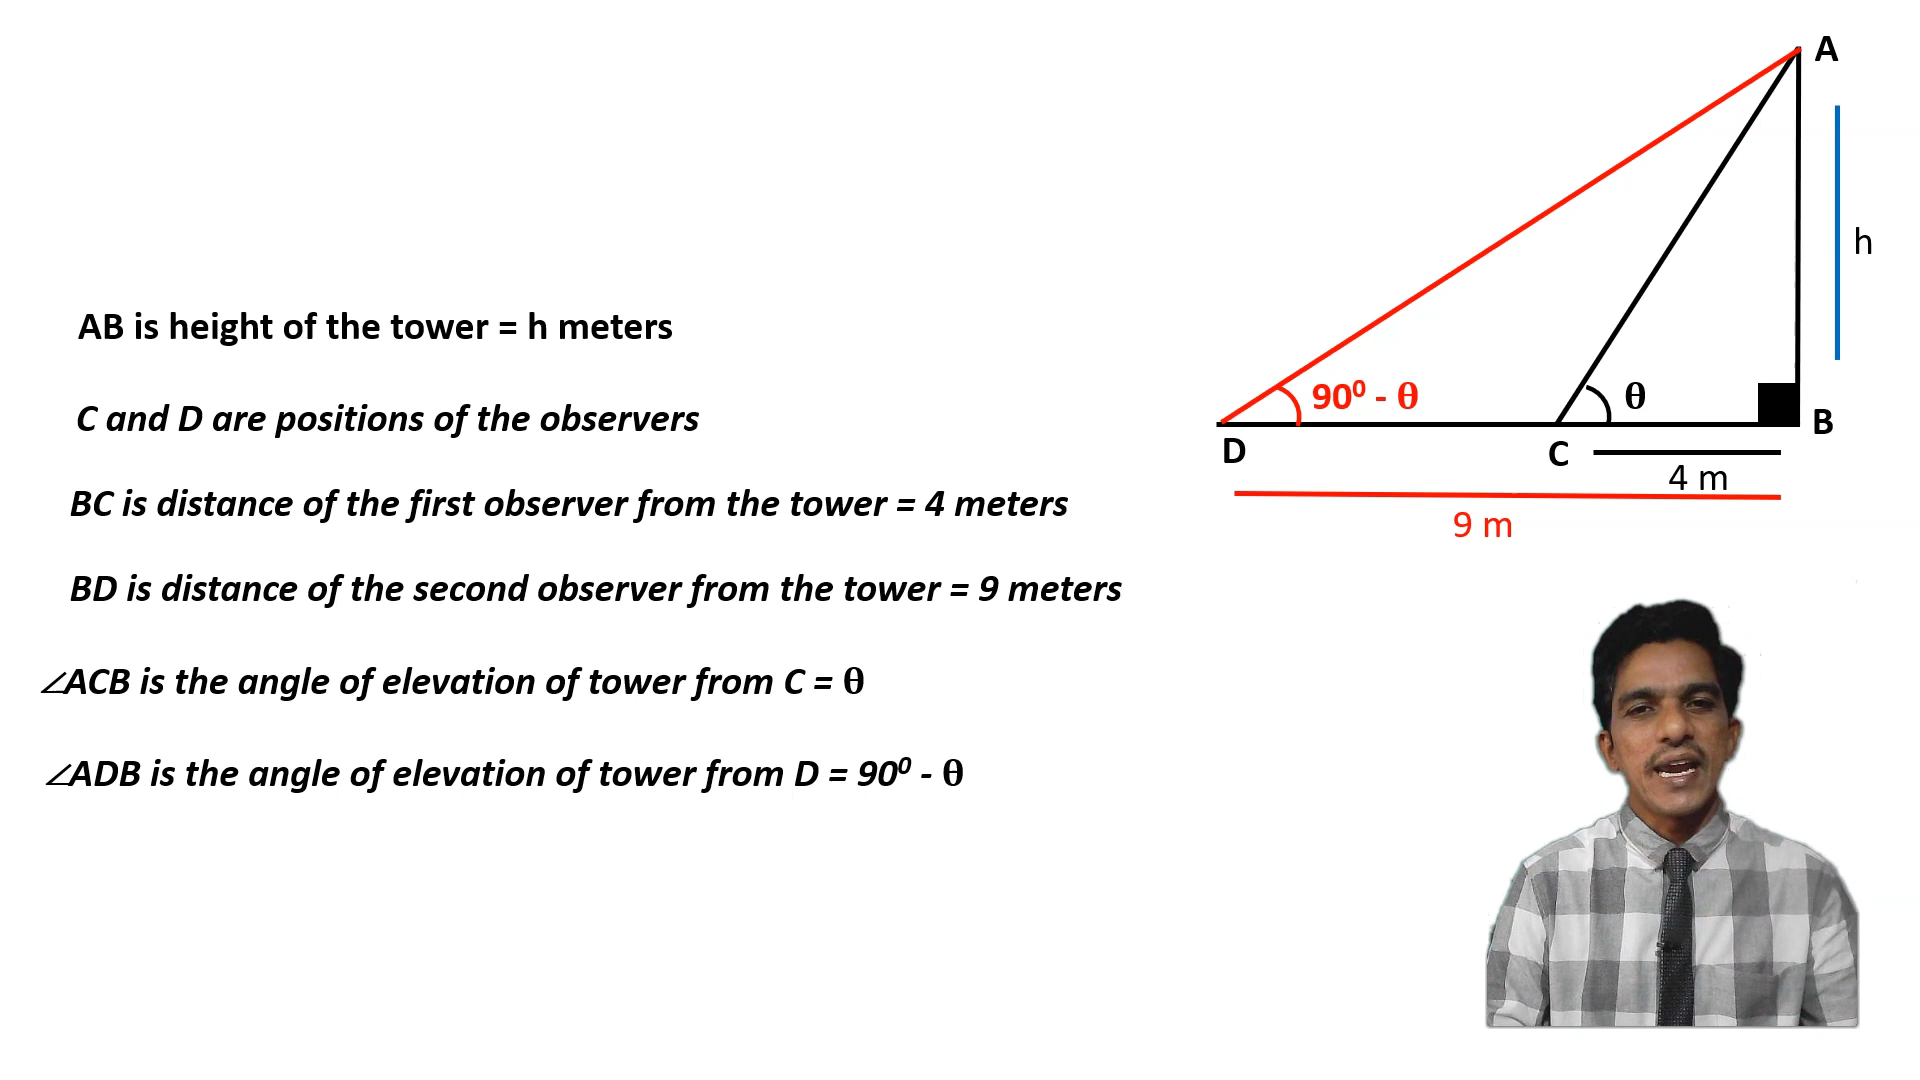 AB is height of the tower = h meters
C and D are positions of the observers
BC is distance of the first observer from the tower = 4 meters
BD is distance of the second observer from the tower = 9 meters
∠ACB is the angle of elevation of tower from C = θ
∠ADB is the angle of elevation of tower from D = 90⁰ - θ
A
h
90⁰ - θ
θ
B
D
C
4 m
9 m